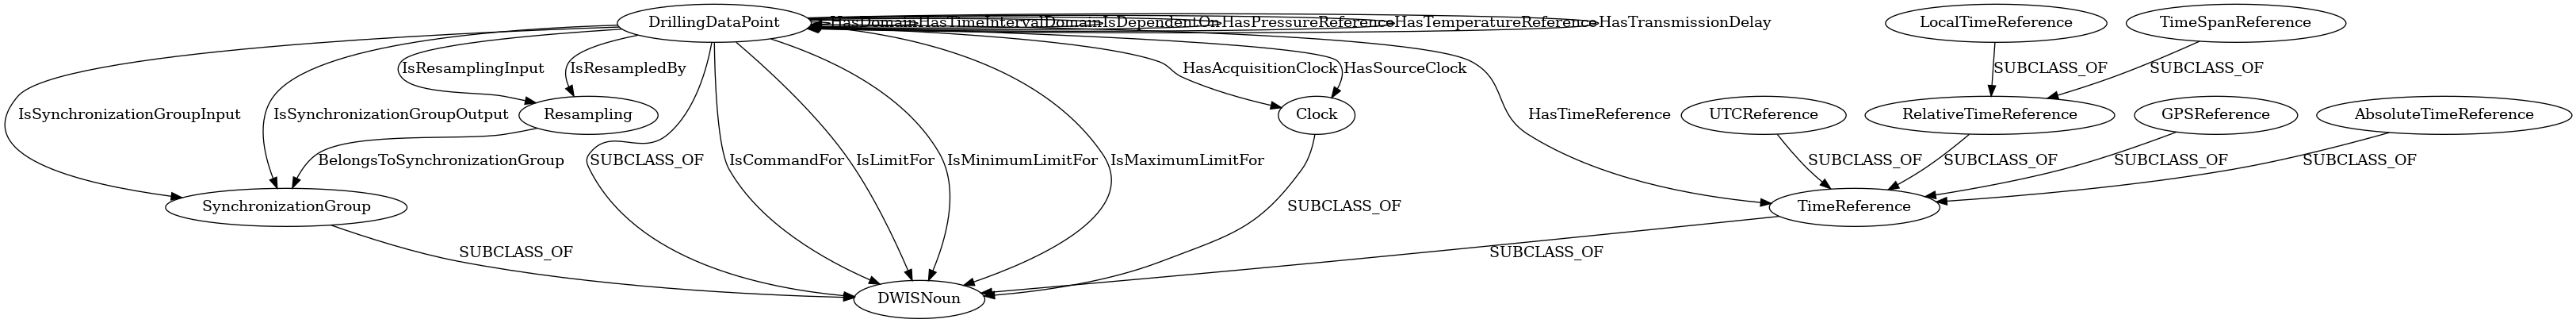 DrillingDataPoint
HasDomain
HasTimeIntervalDomain
IsDependentOn
HasPressureReference
HasTemperatureReference
HasTransmissionDelay
LocalTimeReference
TimeSpanReference
IsResamplingInput
IsResampledBy
HasAcquisitionClock
HasSourceClock
SUBCLASS_OF
SUBCLASS_OF
IsSynchronizationGroupInput
IsSynchronizationGroupOutput
Resampling
Clock
HasTimeReference
UTCReference
RelativeTimeReference
GPSReference
AbsoluteTimeReference
BelongsToSynchronizationGroup
SUBCLASS_OF
IsCommandFor
IsLimitFor
IsMinimumLimitFor
IsMaximumLimitFor
SUBCLASS_OF
SUBCLASS_OF
SUBCLASS_OF
SUBCLASS_OF
SynchronizationGroup
SUBCLASS_OF
TimeReference
SUBCLASS_OF
SUBCLASS_OF
DWISNoun